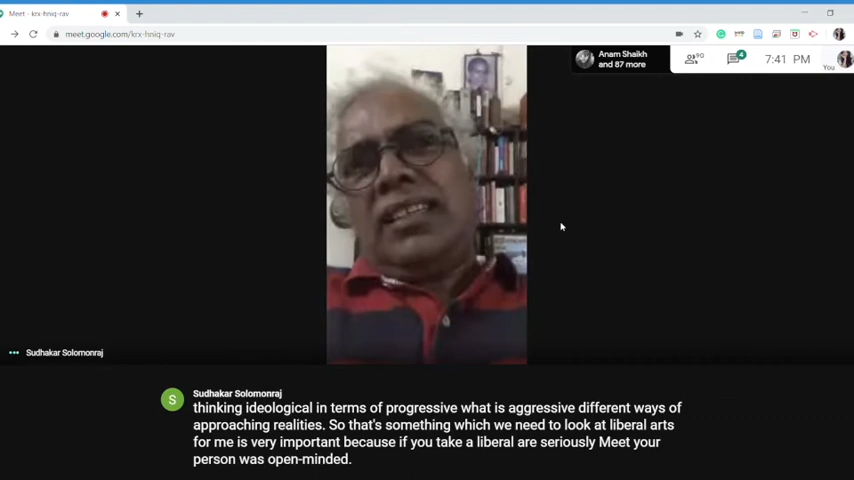 Meet - krx-hniq-rav
meet.google.com/krx-hniq-rav
Anam Shaikh
and 87 more
90
4
7:41 PM
You
Sudhakar Solomonraj
S
Sudhakar Solomonraj
thinking ideological in terms of progressive what is aggressive different ways of
approaching realities. So that's something which we need to look at liberal arts
for me is very important because if you take a liberal are seriously Meet your
person was open-minded.